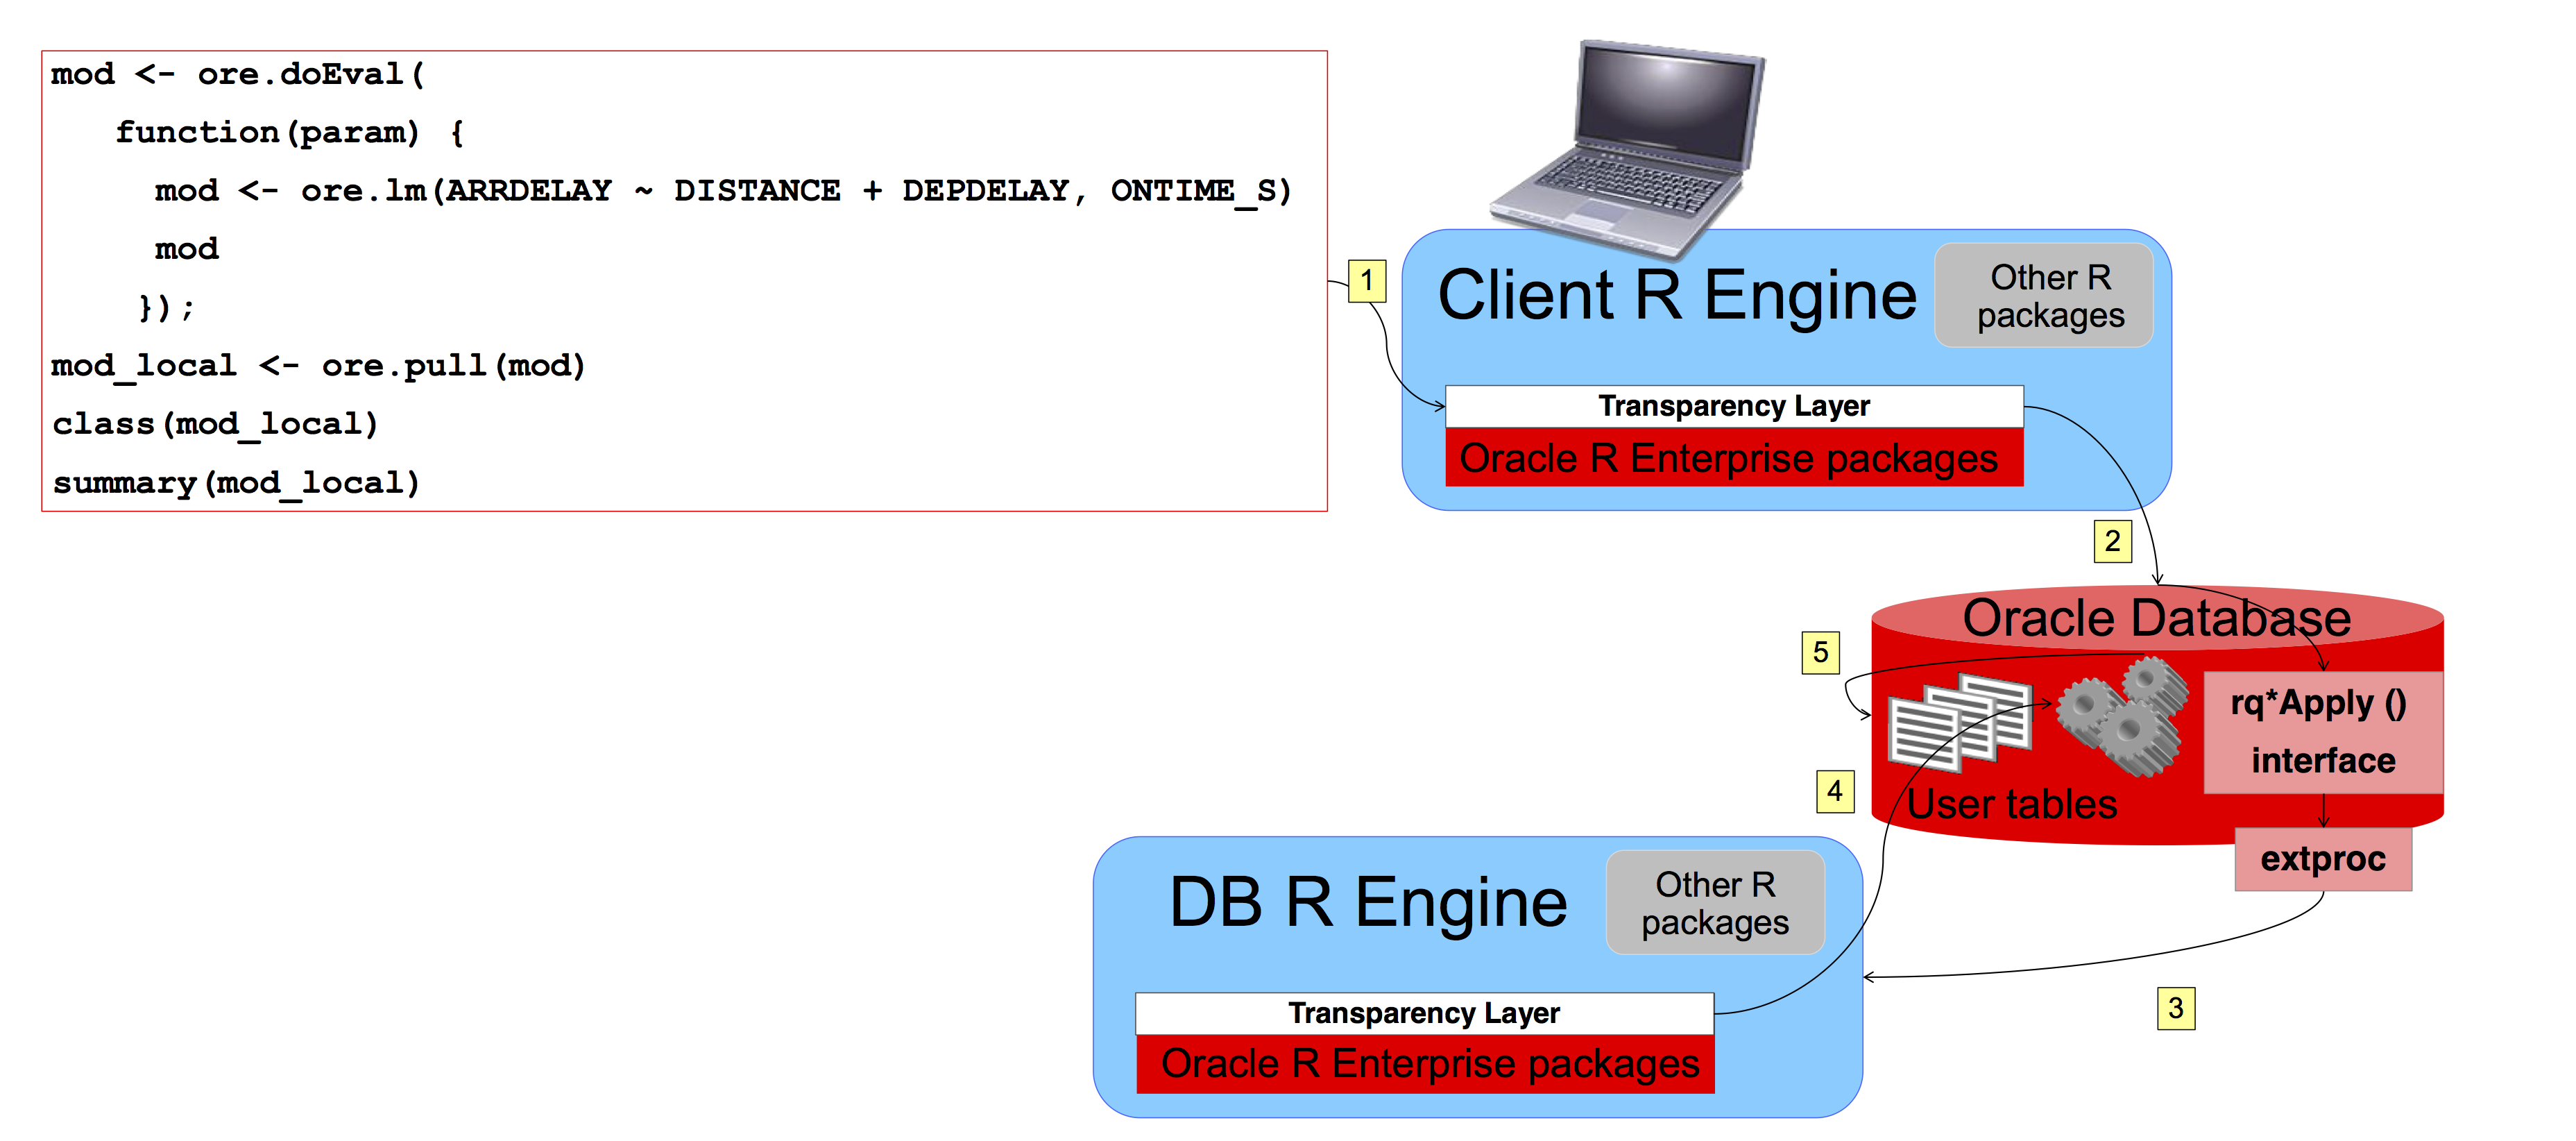 mod <- ore.doEval(
function(param) {
mod <- ore.lm(ARRDELAY ~ DISTANCE + DEPDELAY, ONTIME_S)
mod
});
mod_local <- ore.pull(mod)
class(mod_local)
summary(mod_local)
1
Client R Engine
Other R
packages
Transparency Layer
Oracle R Enterprise packages
2
Oracle Database
5
rq*Apply ()
interface
4
User tables
extproc
DB R Engine
Other R
packages
3
Transparency Layer
Oracle R Enterprise packages